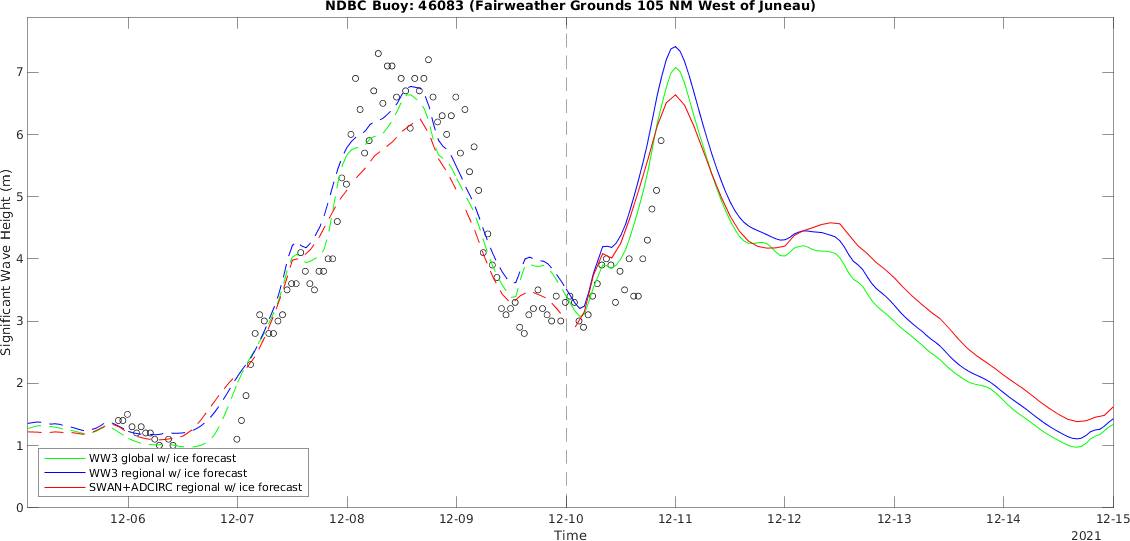 NDBC Buoy: 46083 (Fairweather Grounds 105 NM West of Juneau)
Significant Wave Height (m)
7
6
5
4
3
2
1
0
WW3 global w/ ice forecast
WW3 regional w/ ice forecast
SWAN+ADCIRC regional w/ ice forecast
12-06 12-07 12-08 12-09 12-10 12-11 12-12 12-13 12-14 12-15
Time
2021